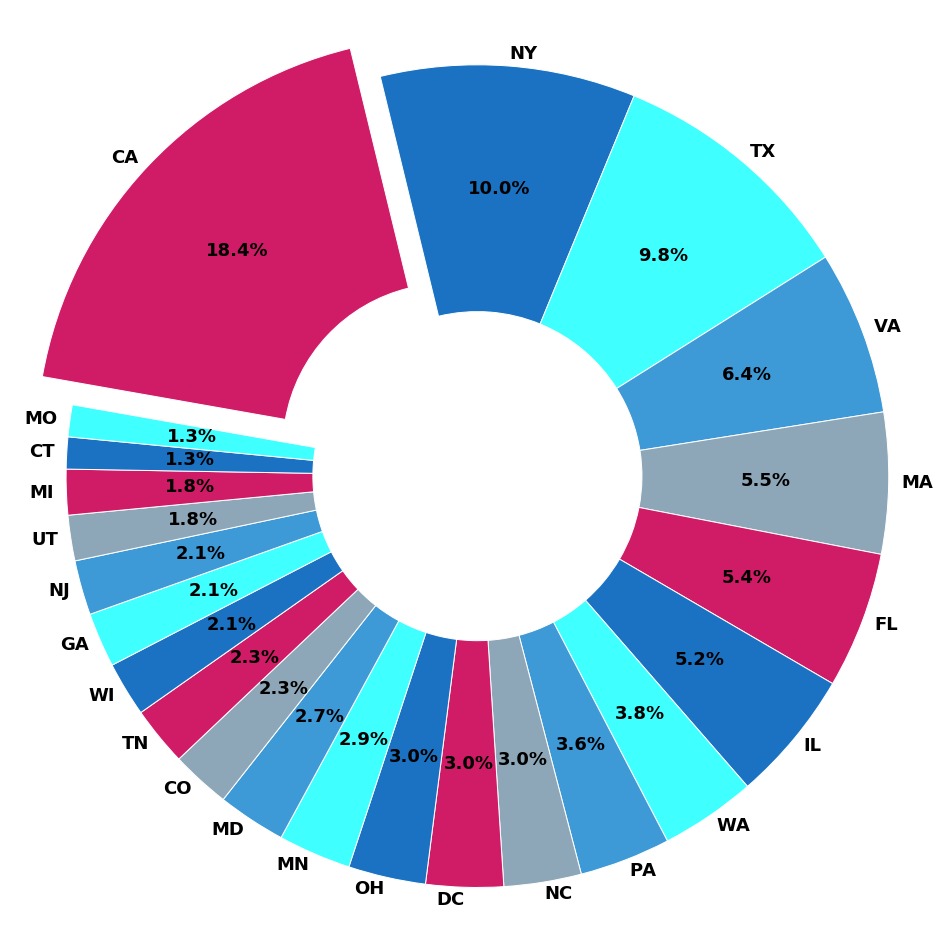 NY
10.0%
TX
9.8%
VA
6.4%
MA
5.5%
FL
5.4%
IL
5.2%
WA
3.8%
PA
3.6%
NC
3.0%
DC
3.0%
OH
3.0%
MN
2.9%
MD
2.7%
CO
2.3%
TN
2.3%
WI
2.1%
GA
2.1%
NJ
2.1%
UT
1.8%
MI
1.8%
CT
1.3%
MO
1.3%
CA
18.4%